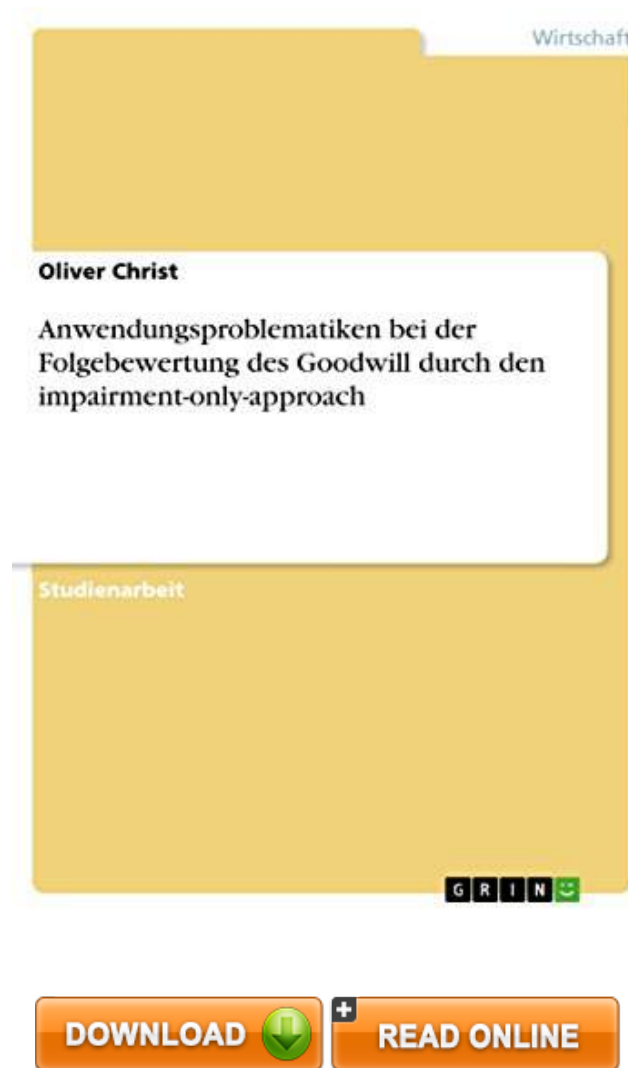 Wirtschaft
Oliver Christ
Anwendungsproblematiken bei der
Folgebewertung des Goodwill durch den
impairment-only-approach
Studienarbeit
GRIN
DOWNLOAD
READ ONLINE